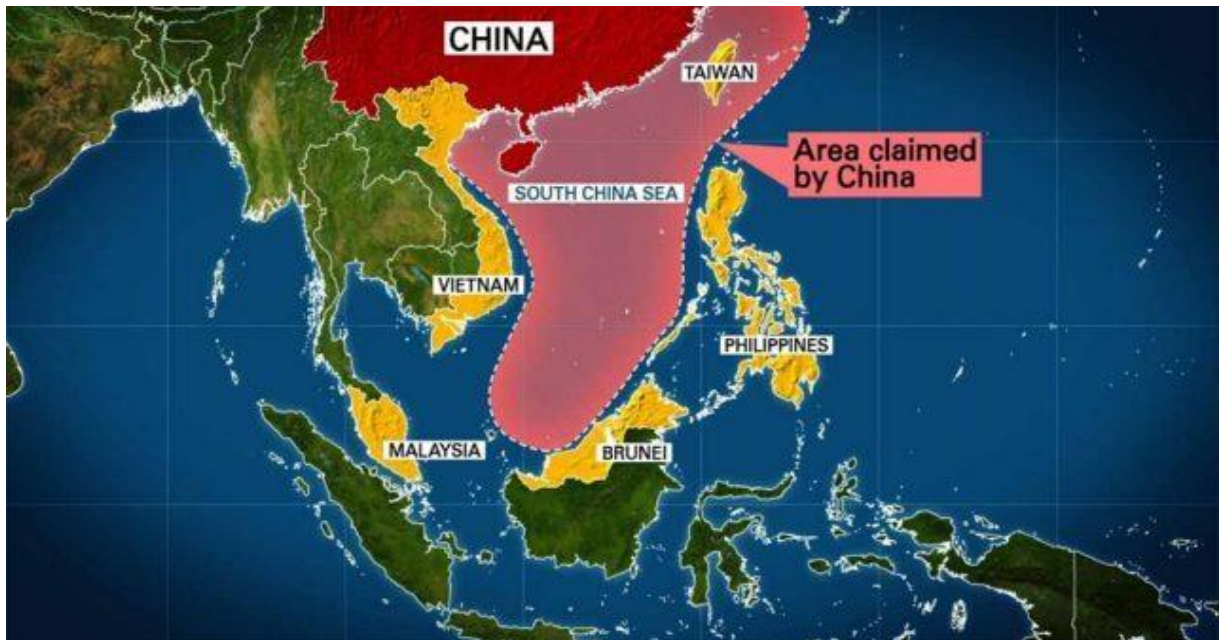 CHINA
TAIWAN
Area claimed
by China
SOUTH CHINA SEA
VIETNAM
PHILIPPINES
MALAYSIA
BRUNEI